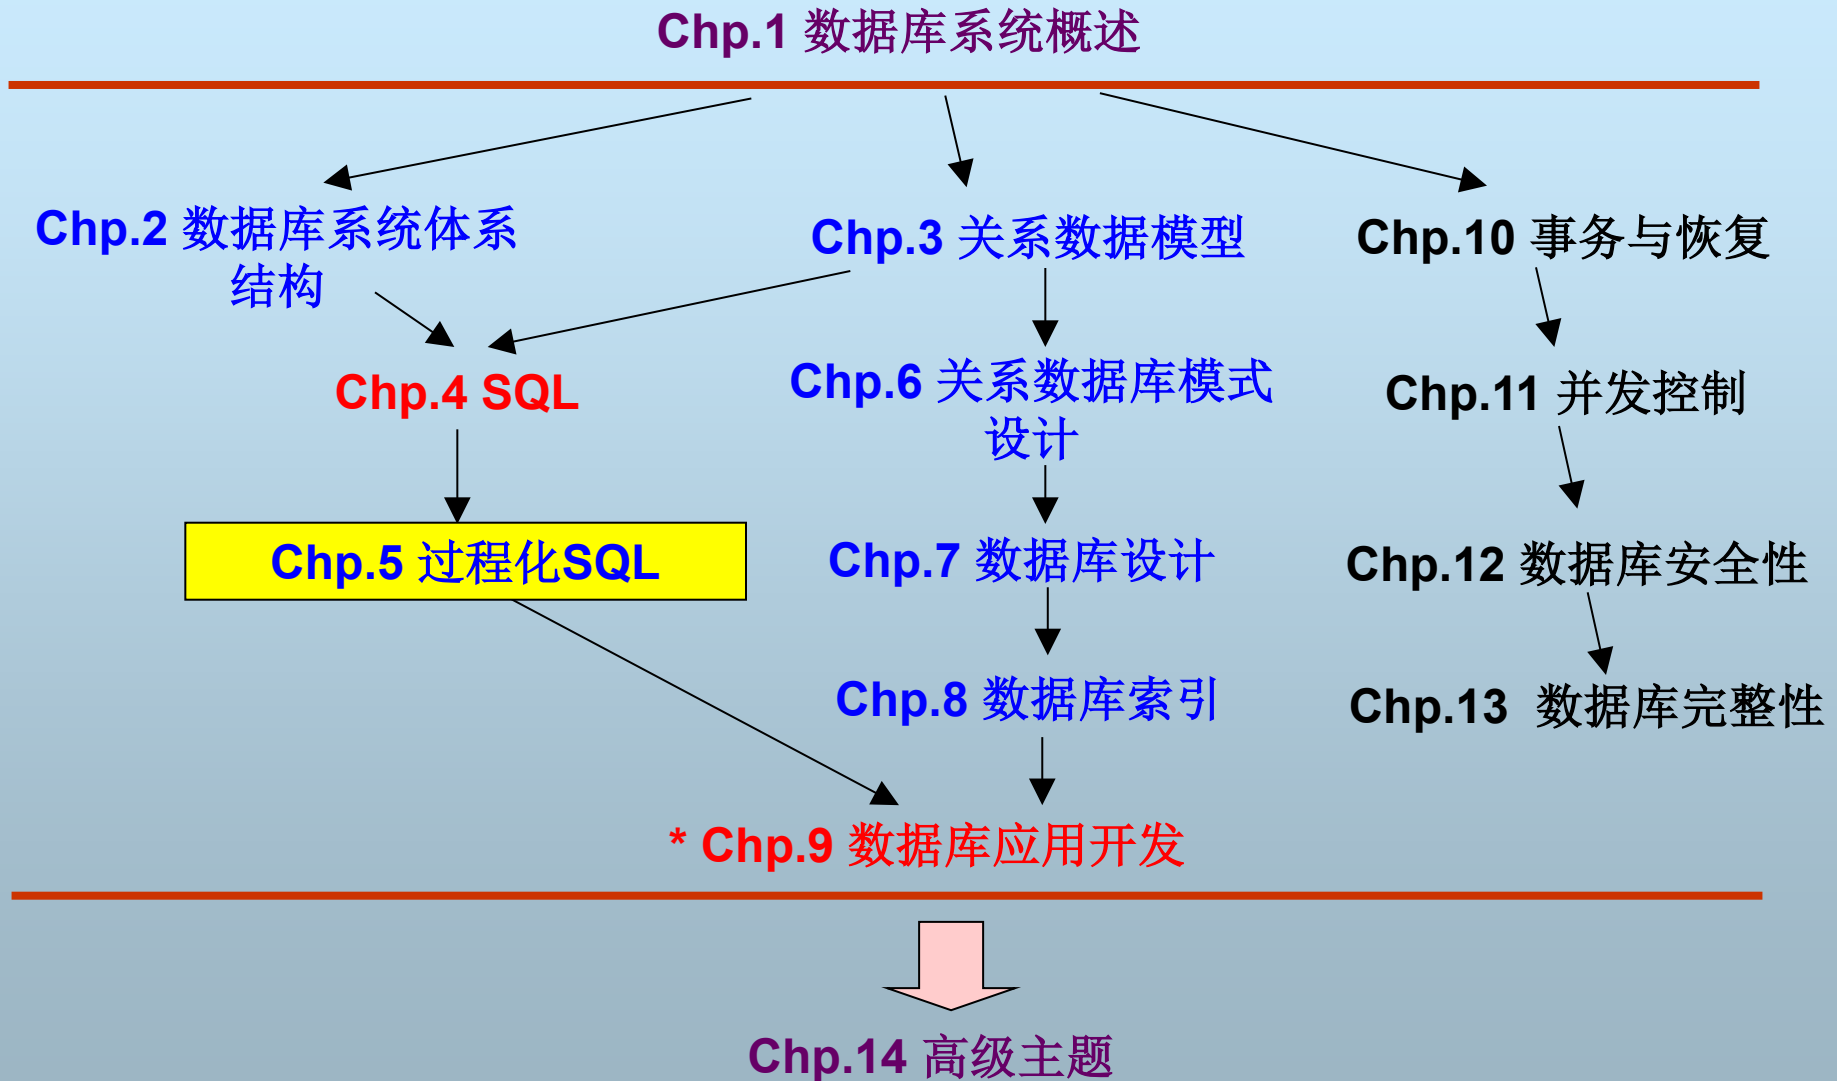 Chp.1 数据库系统概述
Chp.2 数据库系统体系
结构
Chp.3 关系数据模型
Chp.10 事务与恢复
Chp.4 SQL
Chp.6 关系数据库模式
设计
Chp.11 并发控制
Chp.5 过程化SQL
Chp.7 数据库设计
Chp.12 数据库安全性
Chp.8 数据库索引
Chp.13 数据库完整性
* Chp.9 数据库应用开发
Chp.14 高级主题